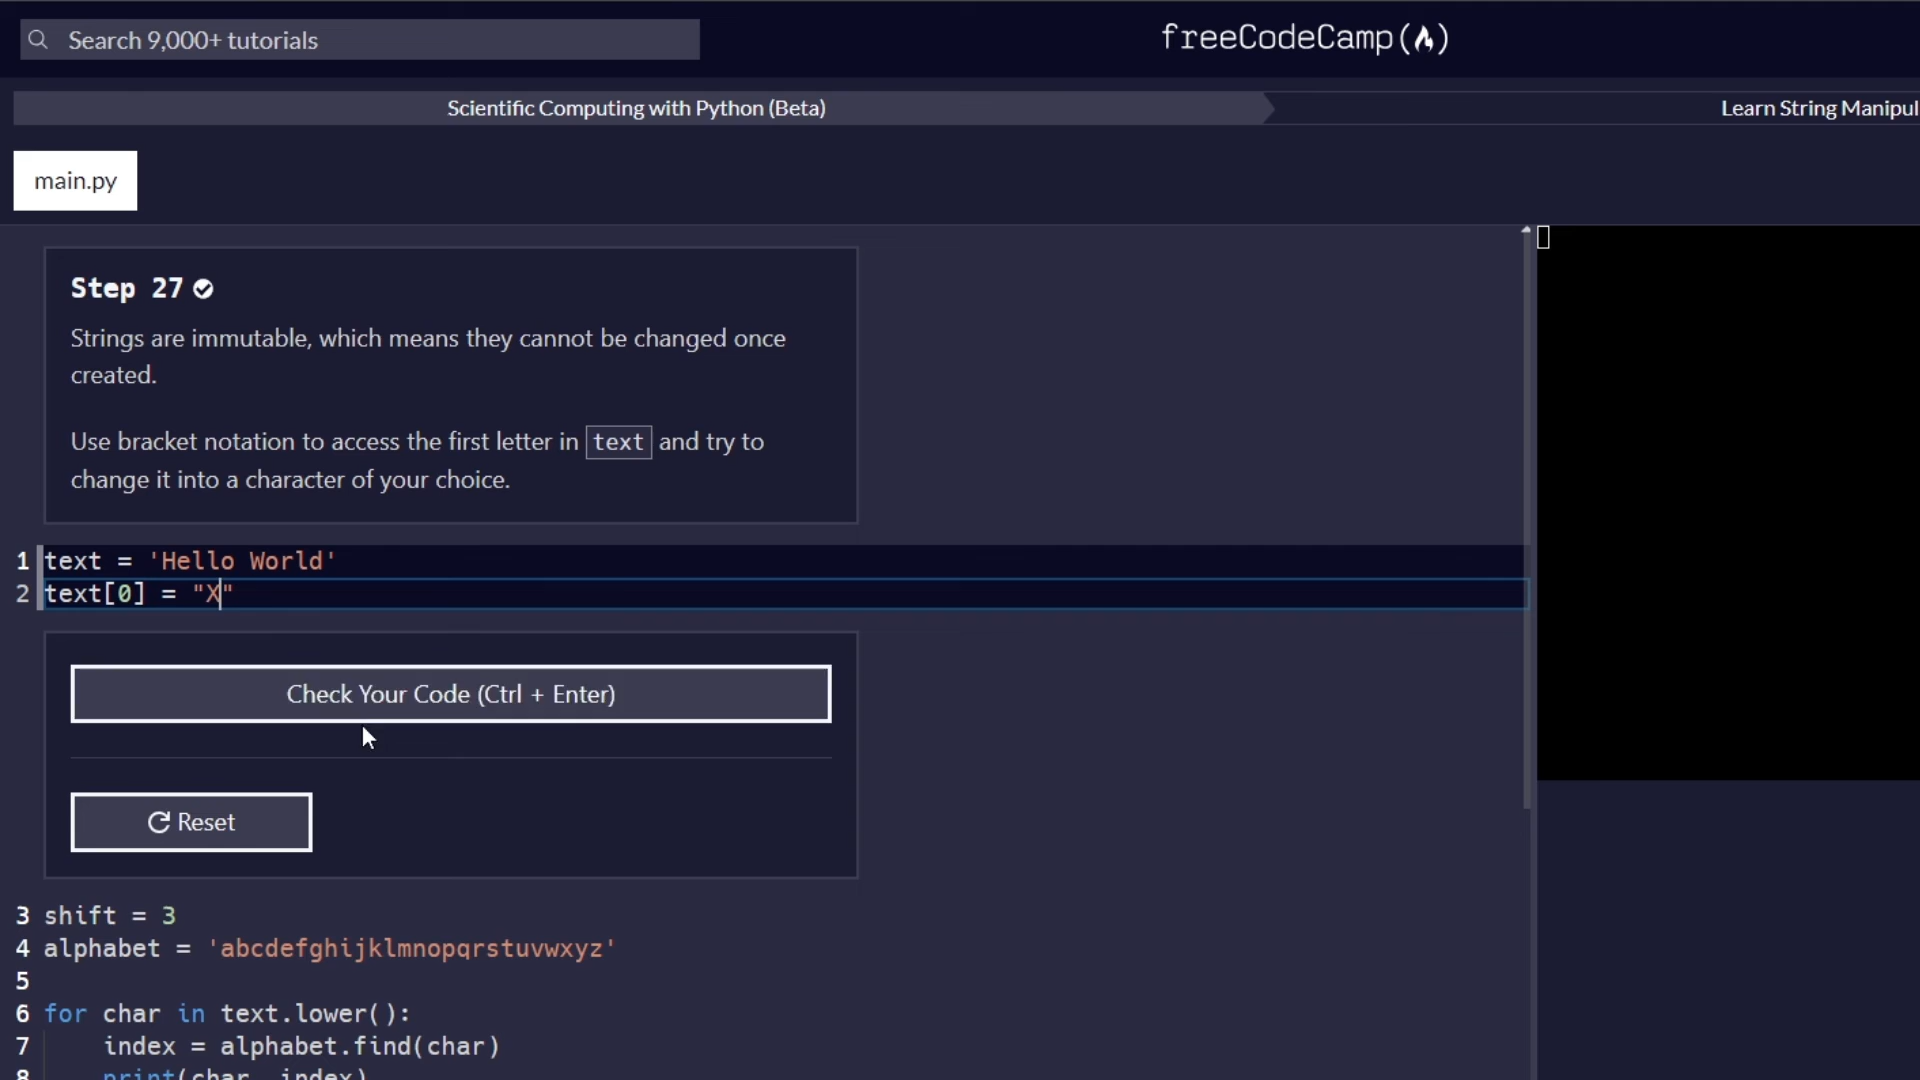 Search 9,000+ tutorials
freeCodeCamp(🔥)
Scientific Computing with Python (Beta)
Learn String Manipul
main.py
Step 27
Strings are immutable, which means they cannot be changed once
created.
Use bracket notation to access the first letter in text and try to
change it into a character of your choice.
1 text = 'Hello World'
2 text[0] = "X"
Check Your Code (Ctrl + Enter)
Reset
3 shift = 3
4 alphabet = 'abcdefghijklmnopqrstuvwxyz'
5
6 for char in text.lower():
7     index = alphabet.find(char)
8     print(char, index)